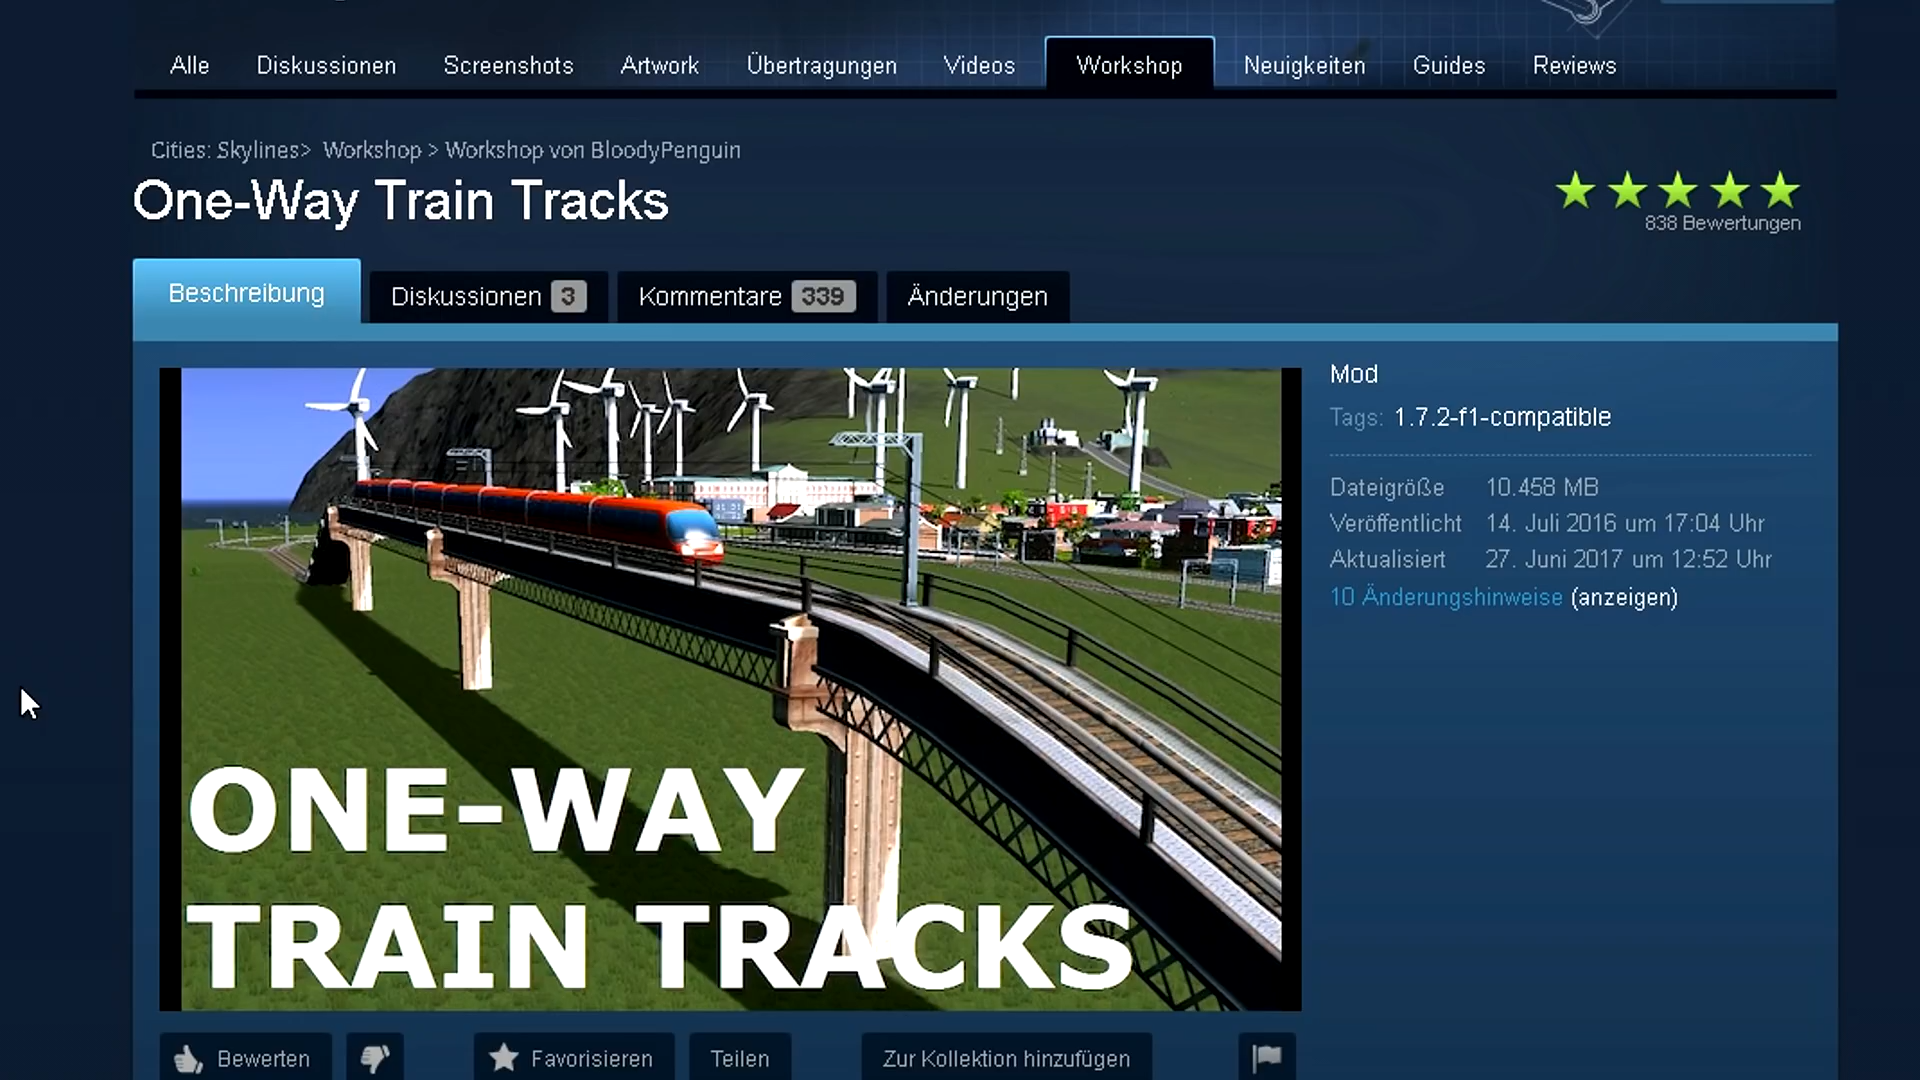 Alle Diskussionen Screenshots Artwork Übertragungen Videos Workshop Neuigkeiten Guides Reviews
Cities: Skylines> Workshop > Workshop von BloodyPenguin
One-Way Train Tracks
838 Bewertungen
Beschreibung Diskussionen 3 Kommentare 339 Änderungen
Mod
Tags: 1.7.2-f1-compatible
Dateigröße 10.458 MB
Veröffentlicht 14. Juli 2016 um 17:04 Uhr
Aktualisiert 27. Juni 2017 um 12:52 Uhr
10 Änderungshinweise (anzeigen)
ONE-WAY
TRAIN TRACKS
Bewerten Favorisieren Teilen Zur Kollektion hinzufügen